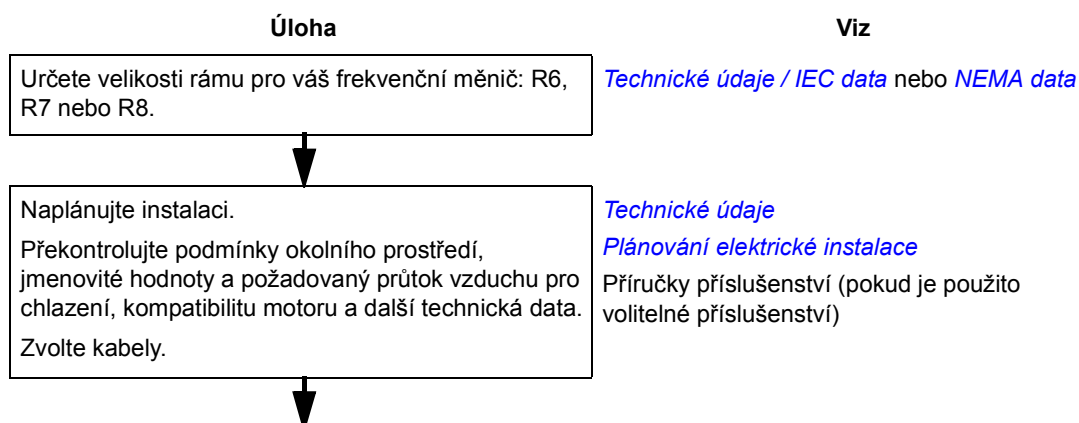 Úloha
Viz
Určete velikosti rámu pro váš frekvenční měnič: R6,
R7 nebo R8.
Technické údaje / IEC data nebo NEMA data
Naplánujte instalaci.
Překontrolujte podmínky okolního prostředí,
jmenovité hodnoty a požadovaný průtok vzduchu pro
chlazení, kompatibilitu motoru a další technická data.
Zvolte kabely.
Technické údaje
Plánování elektrické instalace
Příručky příslušenství (pokud je použito
volitelné příslušenství)